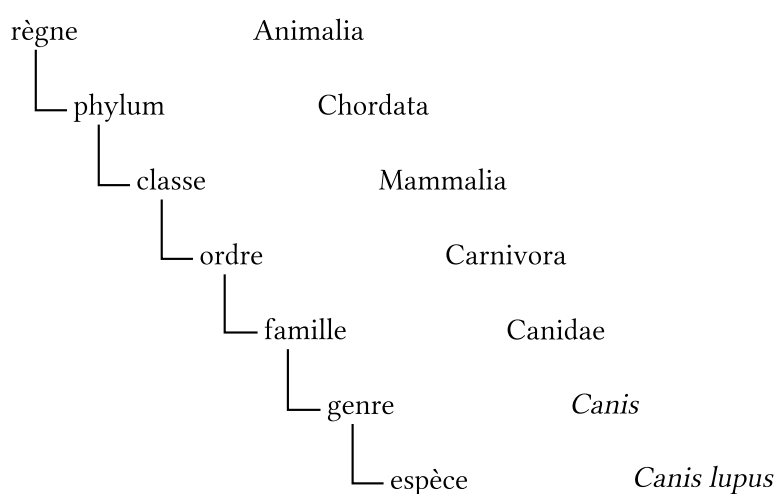 règne Animalia
phylum Chordata
classe Mammalia
ordre Carnivora
famille Canidae
genre Canis
espèce Canis lupus